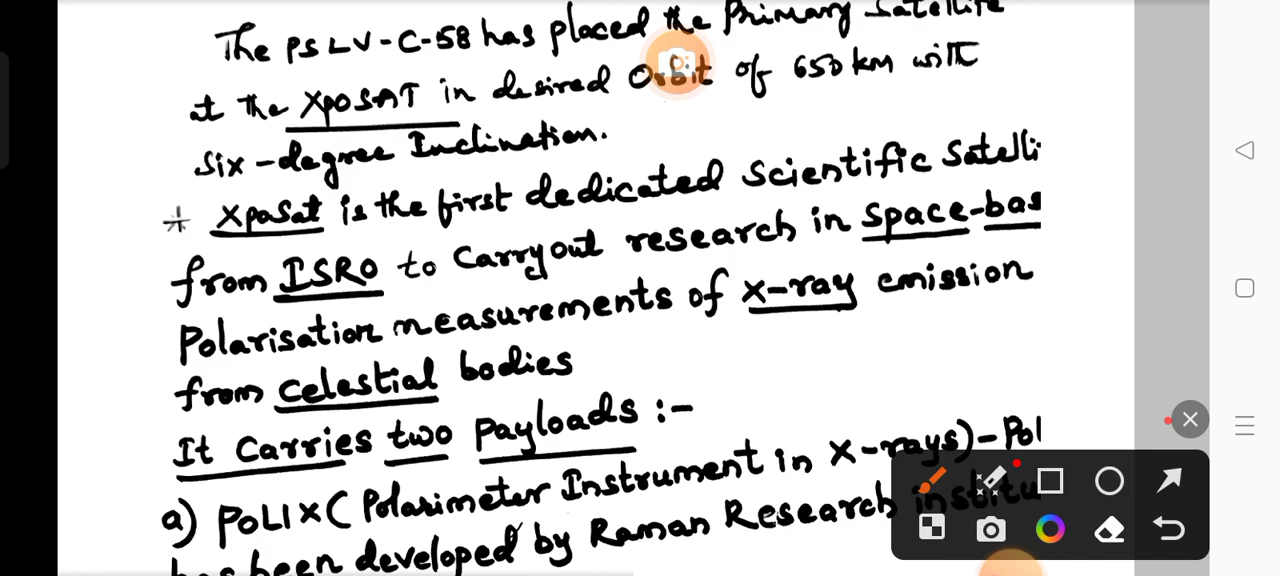 The PSLV-C-58 has placed the Primary Satellite
at the XPOSAT in desired Orbit of 650 km with
Six-degree Inclination.
* XpoSat is the first dedicated Scientific Satelli
from ISRO to Carryout research in Space-bas
Polarisation measurements of X-ray emission
from Celestial bodies
It Carries two Payloads :-
a) POLIX ( Polarimeter Instrument in X-rays) - Pol
has been developed by Raman Research institu